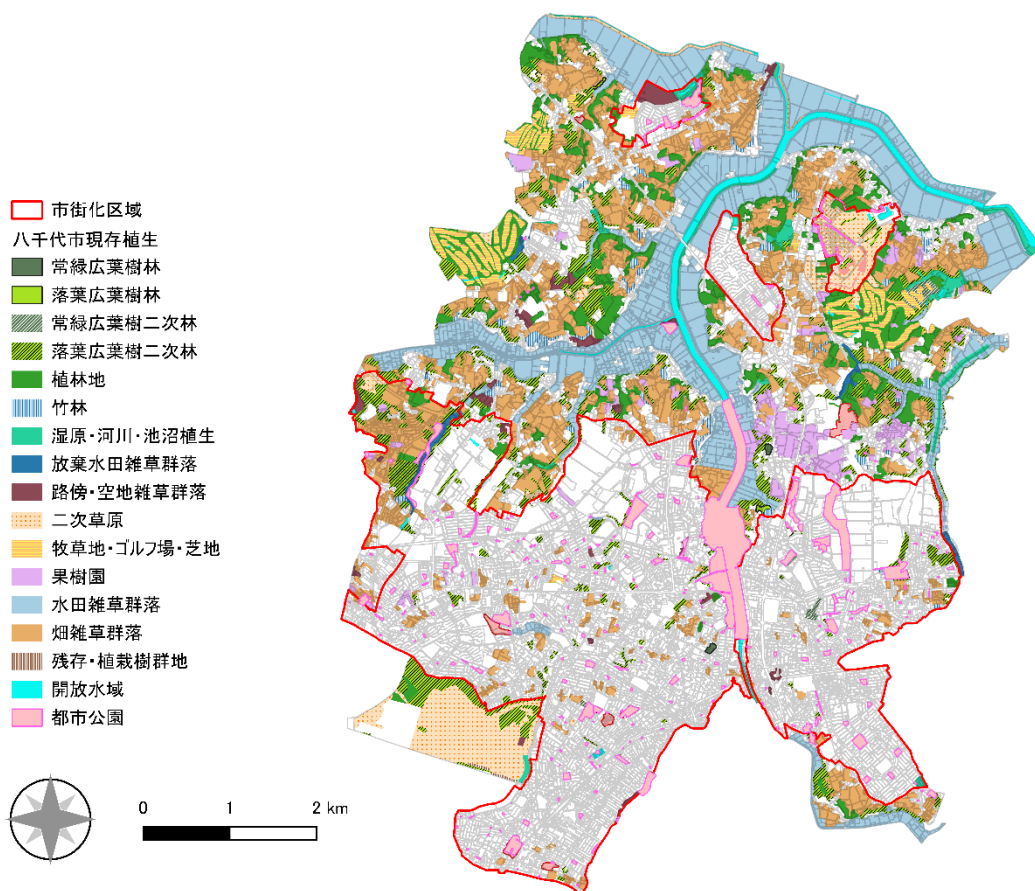 市街化区域
八千代市現存植生
常緑広葉樹林
落葉広葉樹林
常緑広葉樹二次林
落葉広葉樹二次林
植林地
竹林
湿原・河川・池沼植生
放棄水田雑草群落
路傍・空地雑草群落
二次草原
牧草地・ゴルフ場・芝地
果樹園
水田雑草群落
畑雑草群落
残存・植栽樹群地
開放水域
都市公園
0 1 2 km